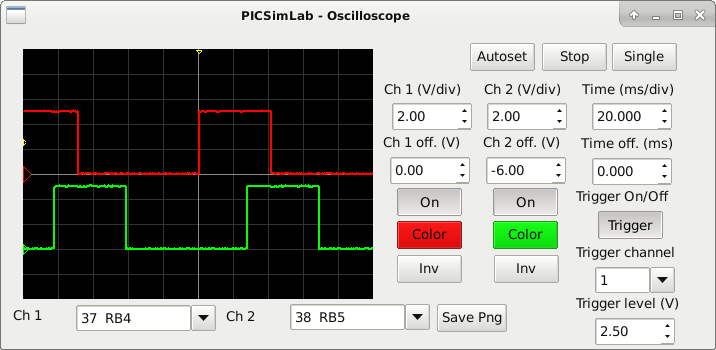 PICSimLab - Oscilloscope
Autoset Stop Single
Ch 1 (V/div) Ch 2 (V/div) Time (ms/div)
2.00 2.00 20.000
Ch 1 off. (V) Ch 2 off. (V) Time off. (ms)
0.00 -6.00 0.000
On On Trigger On/Off
Color Color Trigger
Inv Inv Trigger channel
1
Trigger level (V)
Ch 1 37 RB4 Ch 2 38 RB5 Save Png
2.50